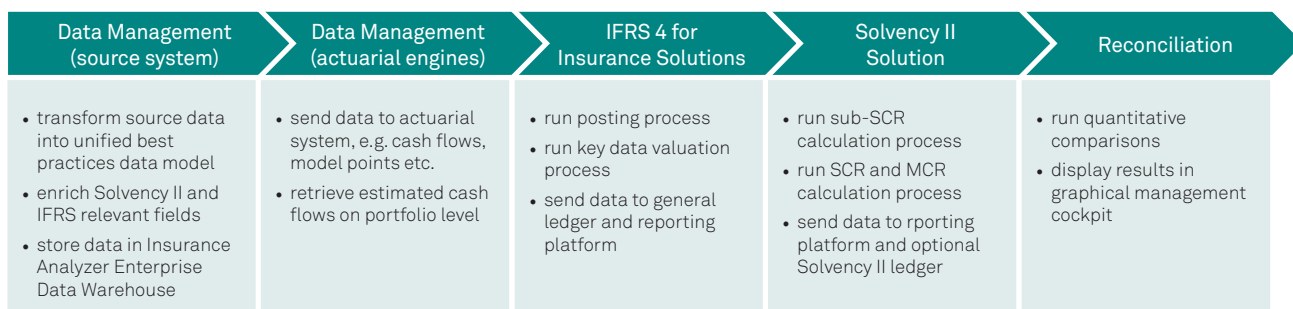 Data Management
(source system)
Data Management
(actuarial engines)
IFRS 4 for
Insurance Solutions
Solvency II
Solution
Reconciliation
• transform source data
into unified best
practices data model
• enrich Solvency II and
IFRS relevant fields
• store data in Insurance
Analyzer Enterprise
Data Warehouse
• send data to actuarial
system, e.g. cash flows,
model points etc.
• retrieve estimated cash
flows on portfolio level
• run posting process
• run key data valuation
process
• send data to general
ledger and reporting
platform
• run sub-SCR
calculation process
• run SCR and MCR
calculation process
• send data to rporting
platform and optional
Solvency II ledger
• run quantitative
comparisons
• display results in
graphical management
cockpit